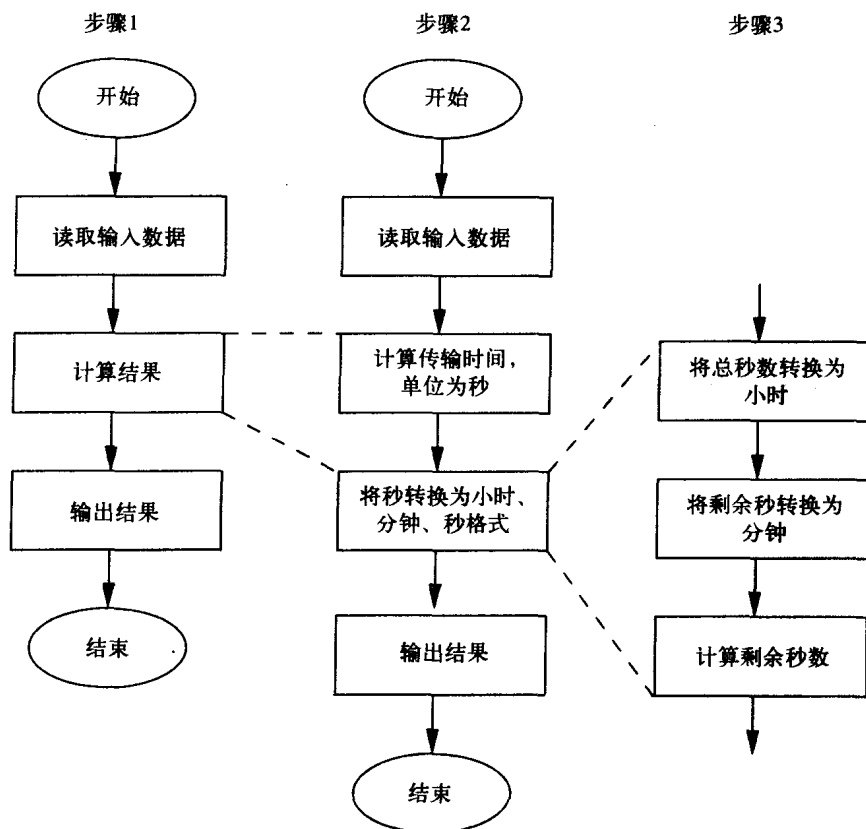 步骤1
开始
读取输入数据
计算结果
输出结果
结束
步骤2
开始
读取输入数据
计算传输时间，
单位为秒
将秒转换为小时、
分钟、秒格式
输出结果
结束
步骤3
将总秒数转换为
小时
将剩余秒转换为
分钟
计算剩余秒数